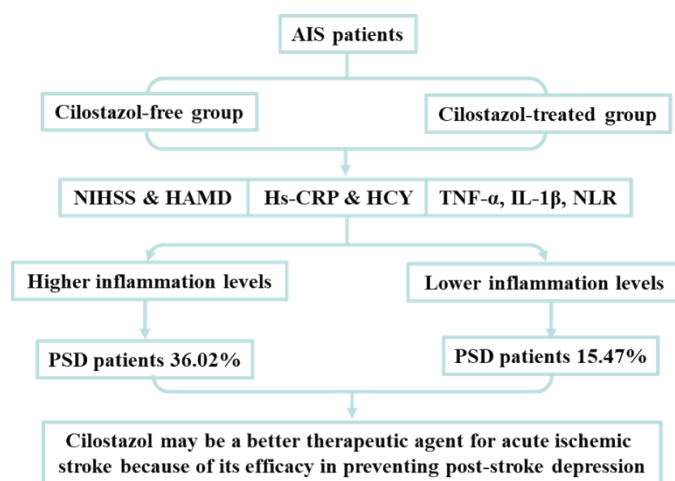 AIS patients
Cilostazol-free group
Cilostazol-treated group
NIHSS & HAMD
Hs-CRP & HCY
TNF-α, IL-1β, NLR
Higher inflammation levels
Lower inflammation levels
PSD patients 36.02%
PSD patients 15.47%
Cilostazol may be a better therapeutic agent for acute ischemic
stroke because of its efficacy in preventing post-stroke depression